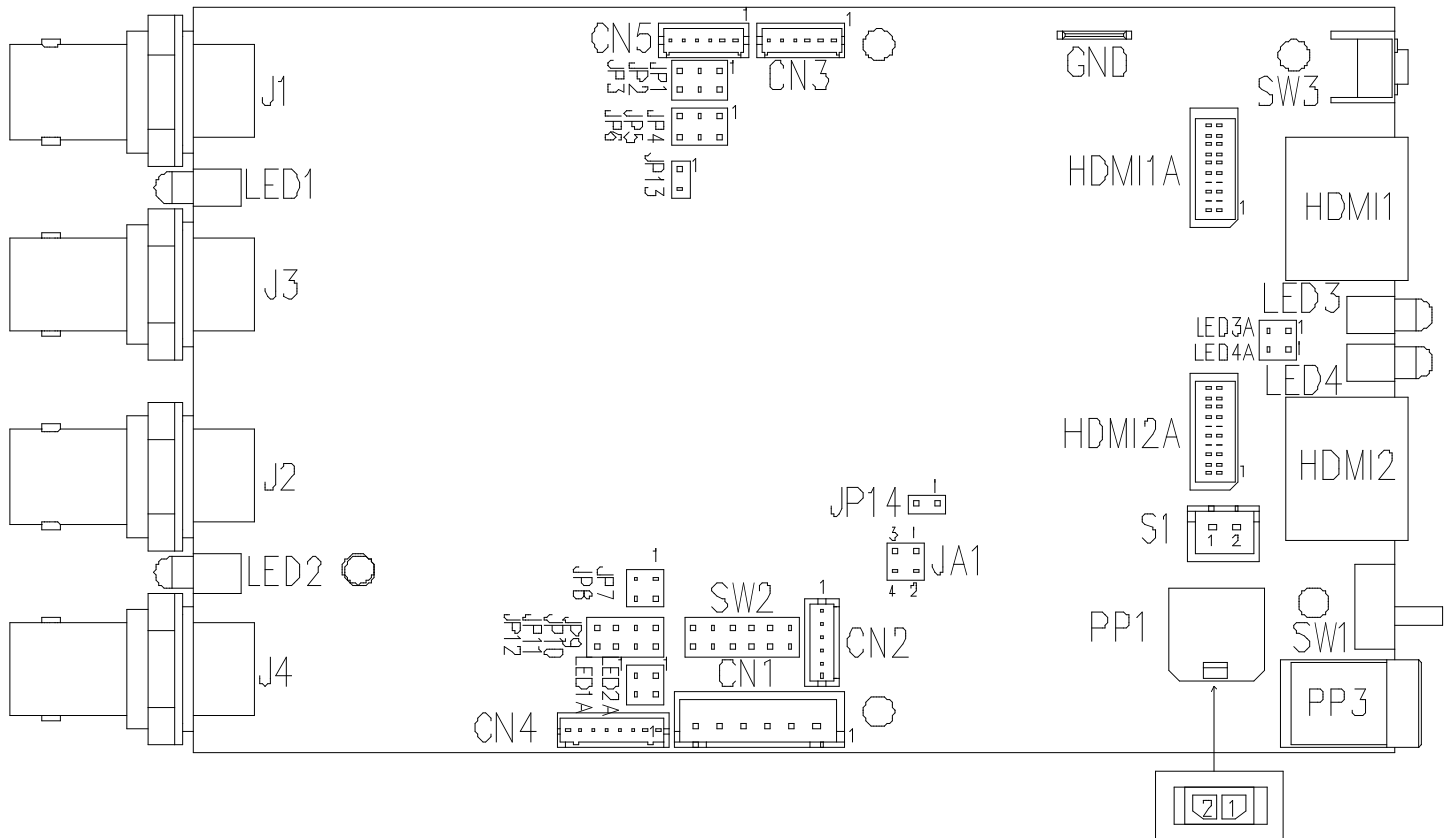 CN5
1
1
CN3
GND
SW3
J1
JP3 JP2 JP1
1
JP6 JP5 JP4
1
JP13
1
HDMI1A
1
HDMI1
LED1
J3
LED3
LED3A
1
LED4A
1
LED4
HDMI2A
1
HDMI2
J2
JP14
1
S1
1 2
3 1
JA1
4 2
LED2
JP8 JP7
1
SW2
1
CN2
PP1
SW1
JP12 JP11 JP10 JP9
1
CN1
J4
LED1A LED2A
1
PP3
CN4
1
1
2 1